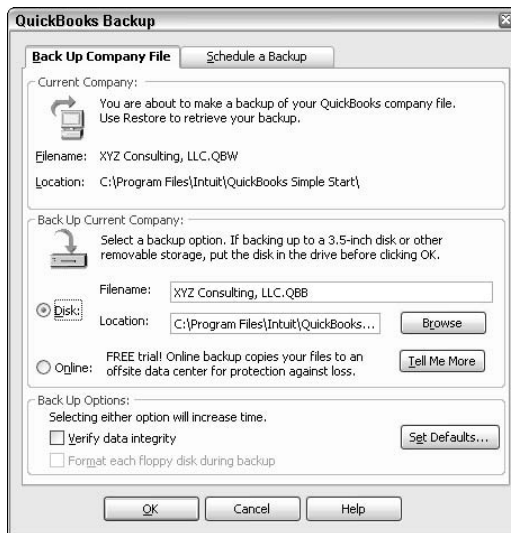 QuickBooks Backup
Back Up Company File
Schedule a Backup
Current Company:
You are about to make a backup of your QuickBooks company file.
Use Restore to retrieve your backup.
Filename: XYZ Consulting, LLC.QBW
Location: C:\Program Files\Intuit\QuickBooks Simple Start\
Back Up Current Company:
Select a backup option. If backing up to a 3.5-inch disk or other
removable storage, put the disk in the drive before clicking OK.
Disk:
Filename: XYZ Consulting, LLC.QBB
Location: C:\Program Files\Intuit\QuickBooks... Browse
Online:
FREE trial! Online backup copies your files to an
offsite data center for protection against loss.
Tell Me More
Back Up Options:
Selecting either option will increase time.
Verify data integrity
Set Defaults...
Format each floppy disk during backup
OK Cancel Help